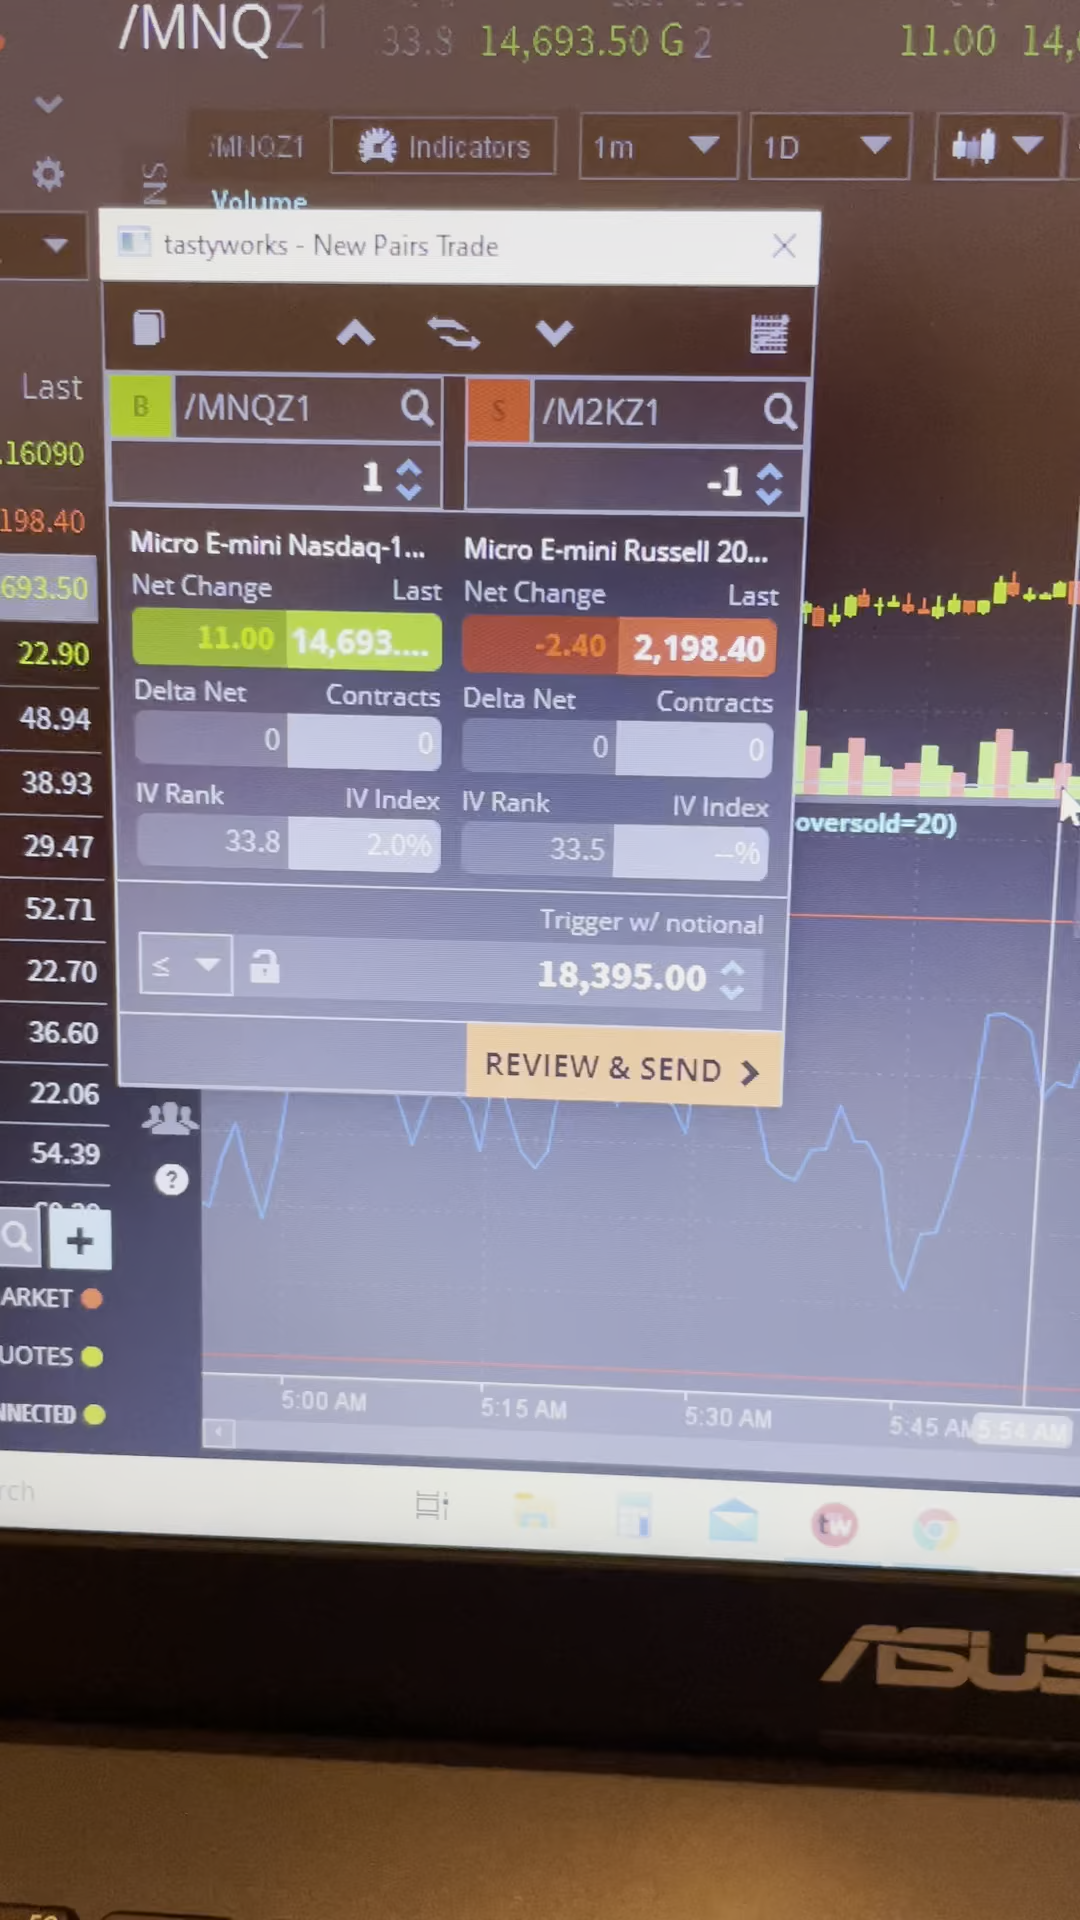 /MNQZ1 33.8 14,693.50 G 2 11.00
/MNQZ1 Indicators 1m 1D
Volume
tastyworks - New Pairs Trade
Last
B /MNQZ1 S /M2KZ1
1 -1
.16090
198.40
693.50
22.90
48.94
38.93
29.47
52.71
22.70
36.60
22.06
54.39
Micro E-mini Nasdaq-1... Micro E-mini Russell 20...
Net Change Last Net Change Last
11.00 14,693.... -2.40 2,198.40
Delta Net Contracts Delta Net Contracts
0 0 0 0
IV Rank IV Index IV Rank IV Index
33.8 2.0% 33.5 --%
oversold=20)
Trigger w/ notional
≤ 18,395.00
REVIEW & SEND
?
ARKET
UOTES
NNECTED
5:00 AM 5:15 AM 5:30 AM 5:45 AM 5:54 AM
rch
tw
ASUS